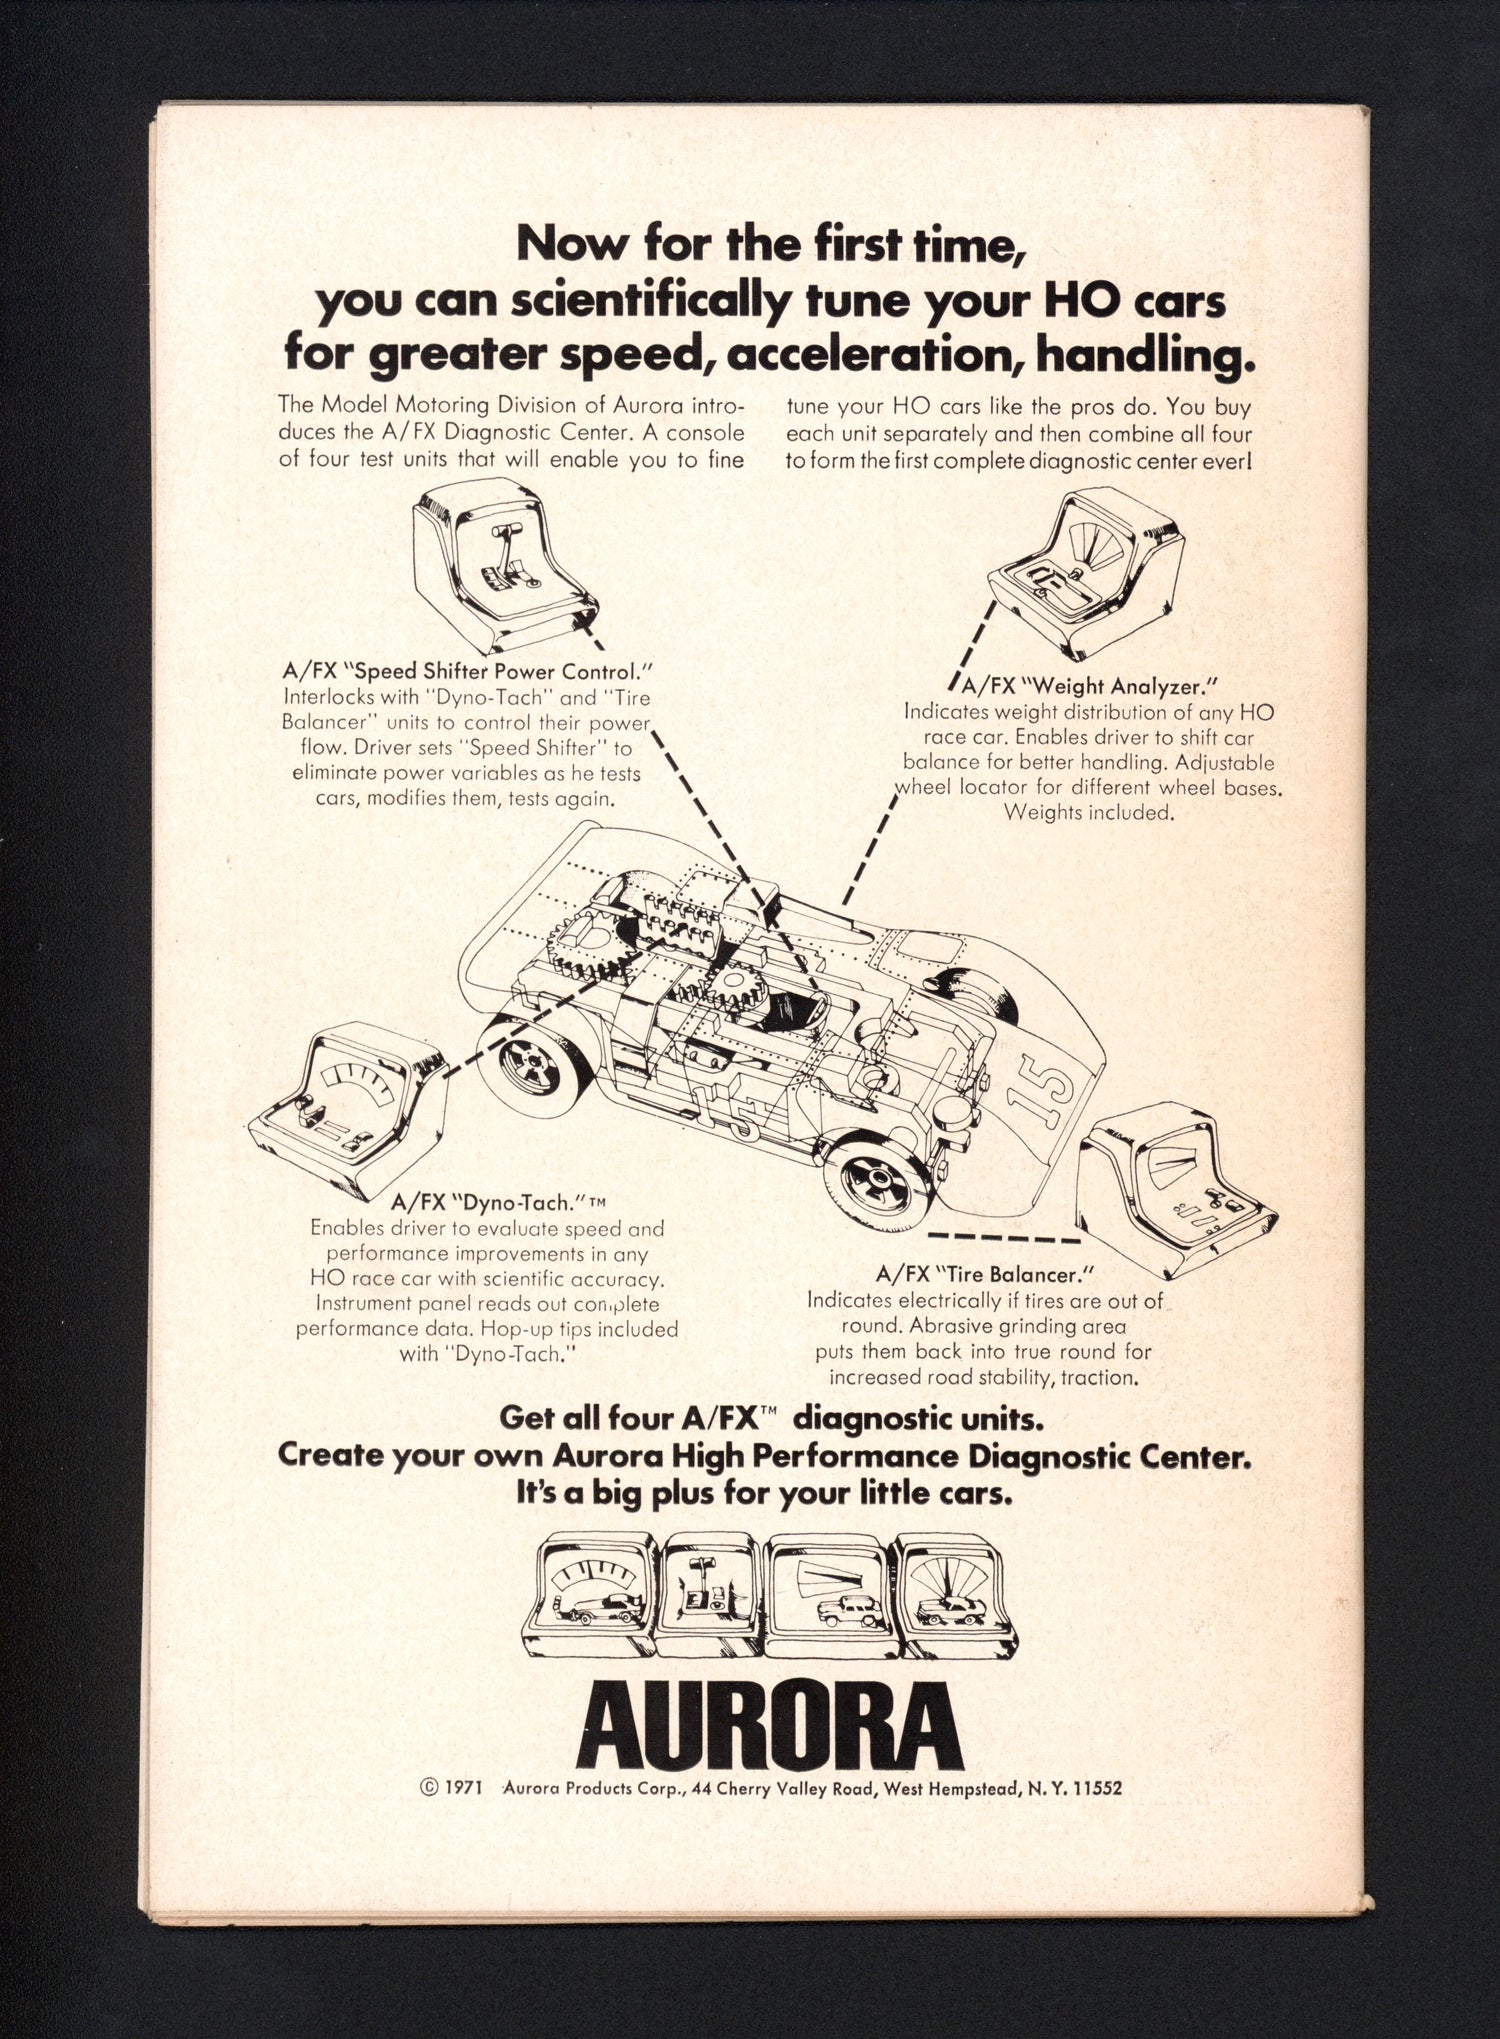 Now for the first time,
you can scientifically tune your HO cars
for greater speed, acceleration, handling.
The Model Motoring Division of Aurora intro-
duces the A/FX Diagnostic Center. A console
of four test units that will enable you to fine
tune your HO cars like the pros do. You buy
each unit separately and then combine all four
to form the first complete diagnostic center ever!
A/FX "Speed Shifter Power Control."
Interlocks with "Dyno-Tach" and "Tire
Balancer" units to control their power
flow. Driver sets "Speed Shifter" to
eliminate power variables as he tests
cars, modifies them, tests again.
A/FX "Weight Analyzer."
Indicates weight distribution of any HO
race car. Enables driver to shift car
balance for better handling. Adjustable
wheel locator for different wheel bases.
Weights included.
15
15
A/FX "Dyno-Tach."™
Enables driver to evaluate speed and
performance improvements in any
HO race car with scientific accuracy.
Instrument panel reads out complete
performance data. Hop-up tips included
with "Dyno-Tach."
A/FX "Tire Balancer."
Indicates electrically if tires are out of
round. Abrasive grinding area
puts them back into true round for
increased road stability, traction.
Get all four A/FX™ diagnostic units.
Create your own Aurora High Performance Diagnostic Center.
It's a big plus for your little cars.
AURORA
© 1971 Aurora Products Corp., 44 Cherry Valley Road, West Hempstead, N. Y. 11552